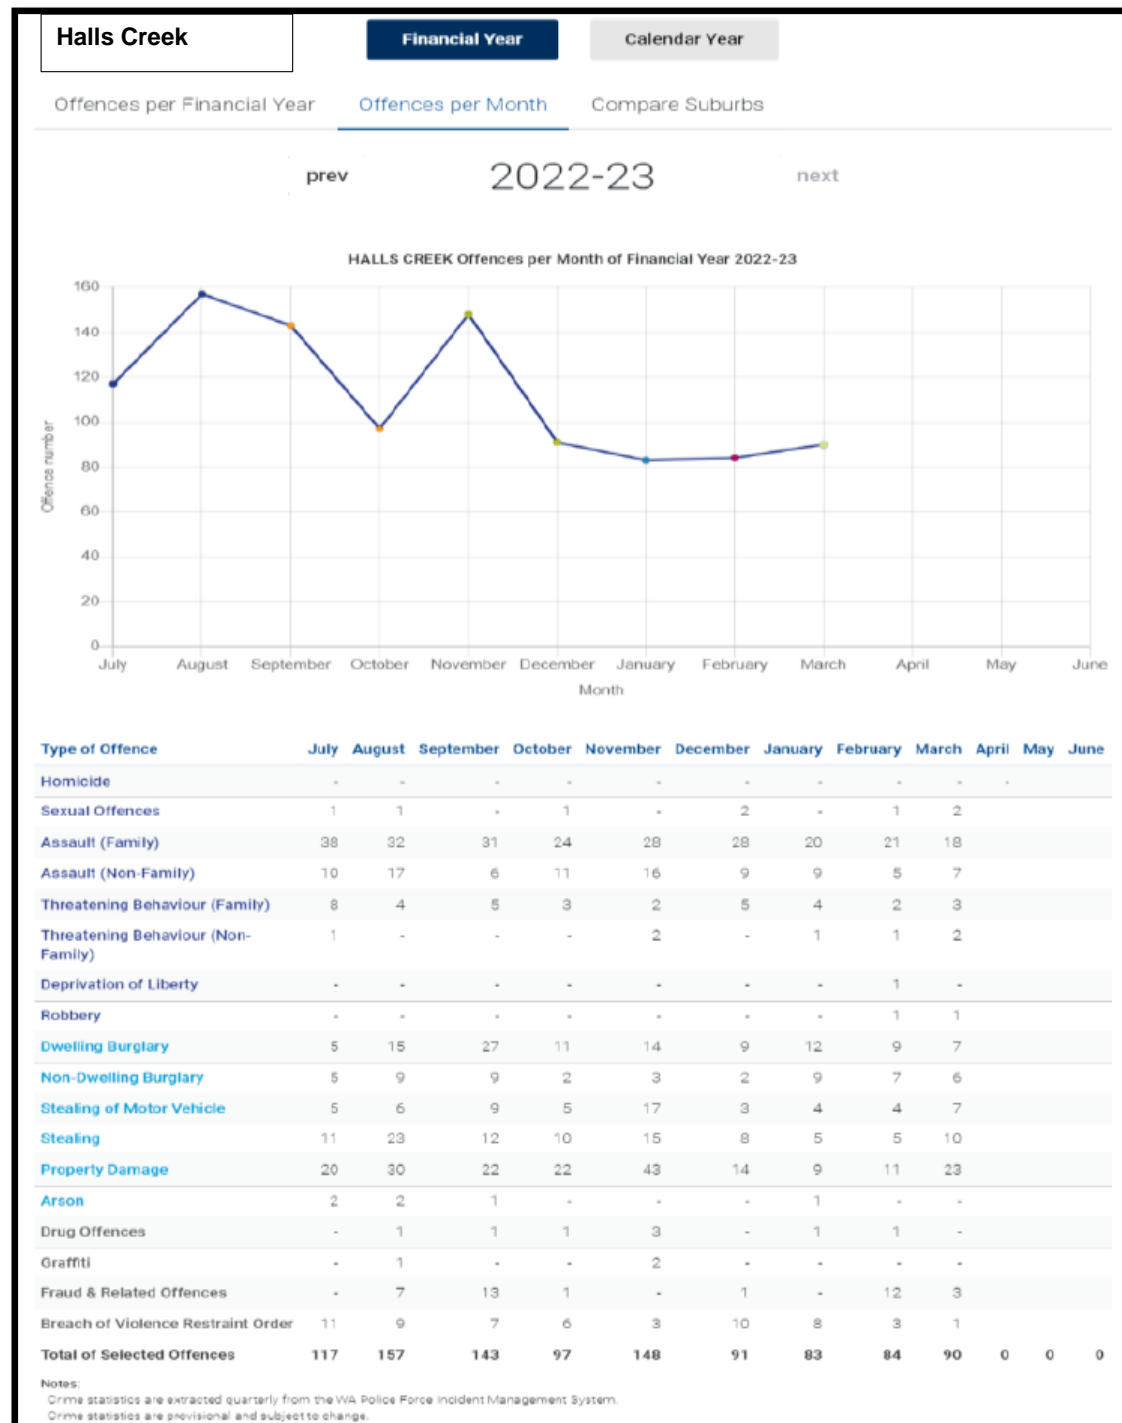 Halls Creek
Financial Year
Calendar Year
Offences per Financial Year
Offences per Month
Compare Suburbs
prev
2022-23
next
HALLS CREEK Offences per Month of Financial Year 2022-23
160
140
120
100
80
60
40
20
0
Offence number
July August September October November December January February March April May June
Month
Type of Offence July August September October November December January February March April May June
Homicide - - - - - - - - - -
Sexual Offences 1 1 - 1 - 2 - 1 2
Assault (Family) 38 32 31 24 28 28 20 21 18
Assault (Non-Family) 10 17 6 11 16 9 9 5 7
Threatening Behaviour (Family) 8 4 5 3 2 5 4 2 3
Threatening Behaviour (Non- 1 - - - 2 - 1 1 2
Family)
Deprivation of Liberty - - - - - - - 1 -
Robbery - - - - - - - 1 1
Dwelling Burglary 5 15 27 11 14 9 12 9 7
Non-Dwelling Burglary 5 9 9 2 3 2 9 7 6
Stealing of Motor Vehicle 5 6 9 5 17 3 4 4 7
Stealing 11 23 12 10 15 8 5 5 10
Property Damage 20 30 22 22 43 14 9 11 23
Arson 2 2 1 - - - 1 - -
Drug Offences - 1 1 1 3 - 1 1 -
Graffiti - 1 - - 2 - - - -
Fraud & Related Offences - 7 13 1 - 1 - 12 3
Breach of Violence Restraint Order 11 9 7 6 3 10 8 3 1
Total of Selected Offences 117 157 143 97 148 91 83 84 90 0 0 0
Notes:
Crime statistics are extracted quarterly from the WA Police Force Incident Management System.
Crime statistics are provisional and subject to change.